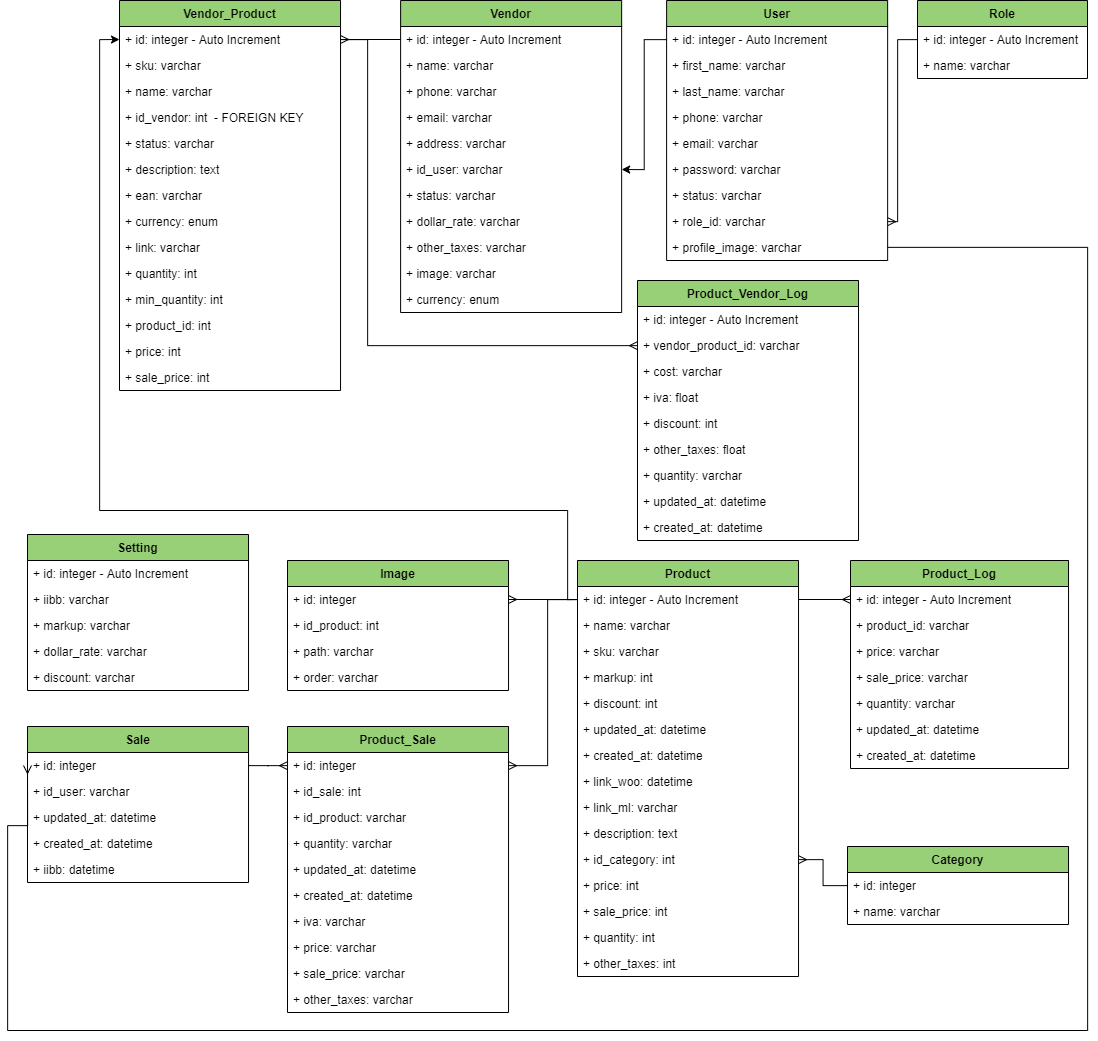 Vendor_Product
+ id: integer - Auto Increment
+ sku: varchar
+ name: varchar
+ id_vendor: int  - FOREIGN KEY
+ status: varchar
+ description: text
+ ean: varchar
+ currency: enum
+ link: varchar
+ quantity: int
+ min_quantity: int
+ product_id: int
+ price: int
+ sale_price: int
Vendor
+ id: integer - Auto Increment
+ name: varchar
+ phone: varchar
+ email: varchar
+ address: varchar
+ id_user: varchar
+ status: varchar
+ dollar_rate: varchar
+ other_taxes: varchar
+ image: varchar
+ currency: enum
User
+ id: integer - Auto Increment
+ first_name: varchar
+ last_name: varchar
+ phone: varchar
+ email: varchar
+ password: varchar
+ status: varchar
+ role_id: varchar
+ profile_image: varchar
Role
+ id: integer - Auto Increment
+ name: varchar
Product_Vendor_Log
+ id: integer - Auto Increment
+ vendor_product_id: varchar
+ cost: varchar
+ iva: float
+ discount: int
+ other_taxes: float
+ quantity: varchar
+ updated_at: datetime
+ created_at: datetime
Setting
+ id: integer - Auto Increment
+ iibb: varchar
+ markup: varchar
+ dollar_rate: varchar
+ discount: varchar
Image
+ id: integer
+ id_product: int
+ path: varchar
+ order: varchar
Product
+ id: integer - Auto Increment
+ name: varchar
+ sku: varchar
+ markup: int
+ discount: int
+ updated_at: datetime
+ created_at: datetime
+ link_woo: datetime
+ link_ml: varchar
+ description: text
+ id_category: int
+ price: int
+ sale_price: int
+ quantity: int
+ other_taxes: int
Product_Log
+ id: integer - Auto Increment
+ product_id: varchar
+ price: varchar
+ sale_price: varchar
+ quantity: varchar
+ updated_at: datetime
+ created_at: datetime
Sale
+ id: integer
+ id_user: varchar
+ updated_at: datetime
+ created_at: datetime
+ iibb: datetime
Product_Sale
+ id: integer
+ id_sale: int
+ id_product: varchar
+ quantity: varchar
+ updated_at: datetime
+ created_at: datetime
+ iva: varchar
+ price: varchar
+ sale_price: varchar
+ other_taxes: varchar
Category
+ id: integer
+ name: varchar